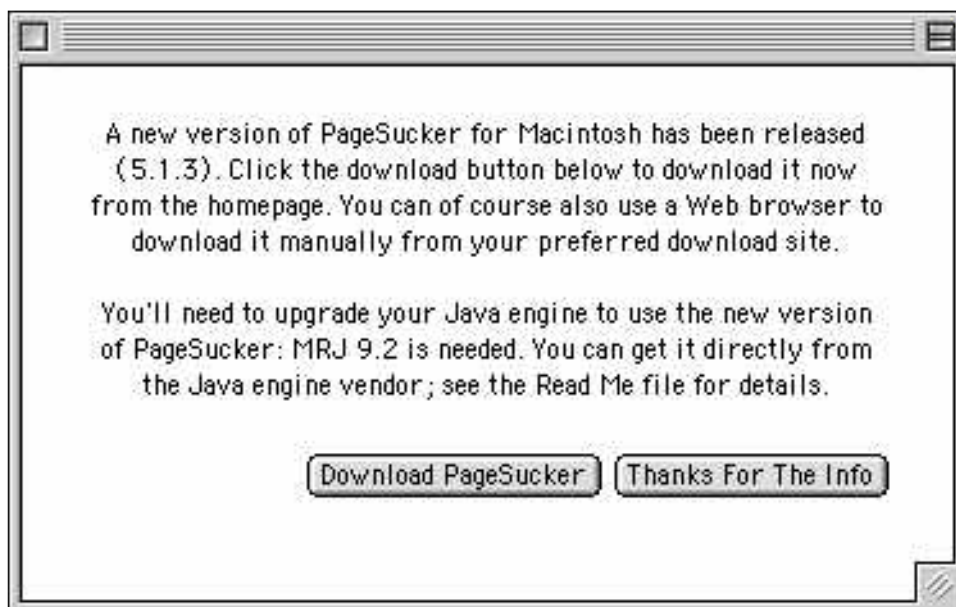 A new version of PageSucker for Macintosh has been released
(5.1.3). Click the download button below to download it now
from the homepage. You can of course also use a Web browser to
download it manually from your preferred download site.
You'll need to upgrade your Java engine to use the new version
of PageSucker: MRJ 9.2 is needed. You can get it directly from
the Java engine vendor; see the Read Me file for details.
Download PageSucker Thanks For The Info